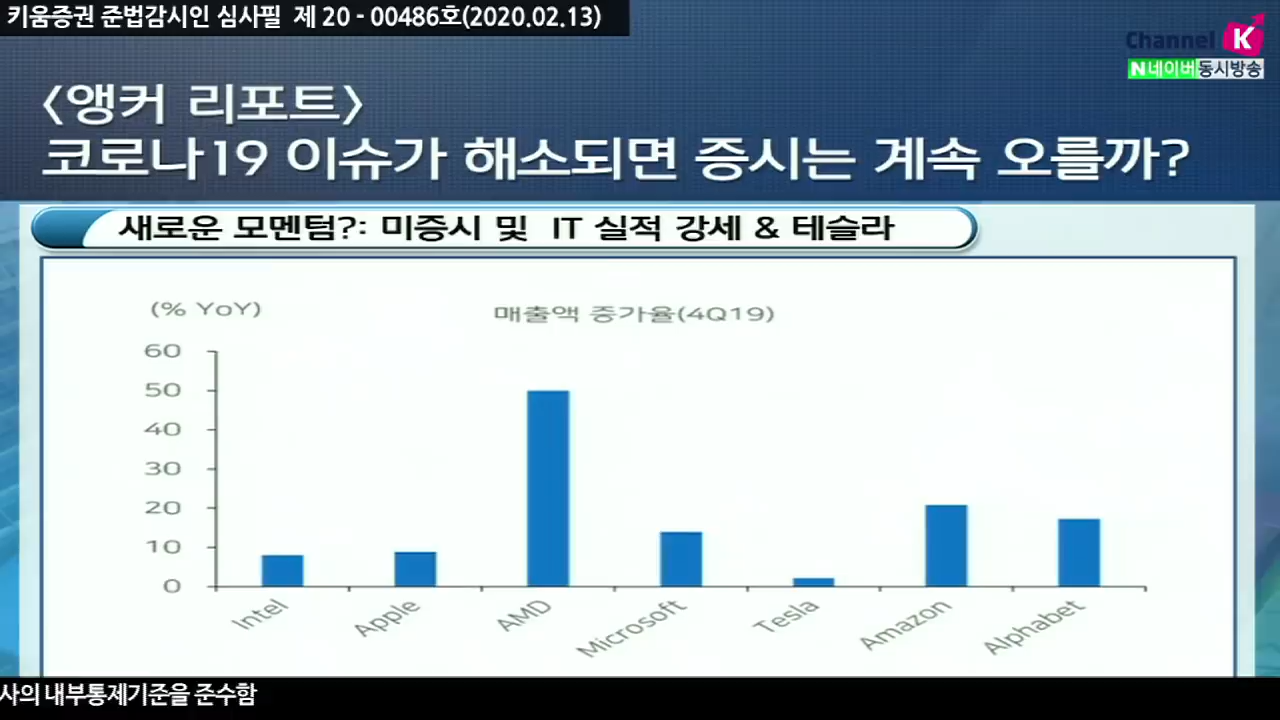 키움증권 준법감시인 심사필 제 20 - 00486호(2020.02.13)
Channel K
N네이버 동시방송
<앵커 리포트>
코로나19 이슈가 해소되면 증시는 계속 오를까?
새로운 모멘텀?: 미증시 및 IT 실적 강세 & 테슬라
(% YoY)
매출액 증가율(4Q19)
60
50
40
30
20
10
0
Intel
Apple
AMD
Microsoft
Tesla
Amazon
Alphabet
사의 내부통제기준을 준수함